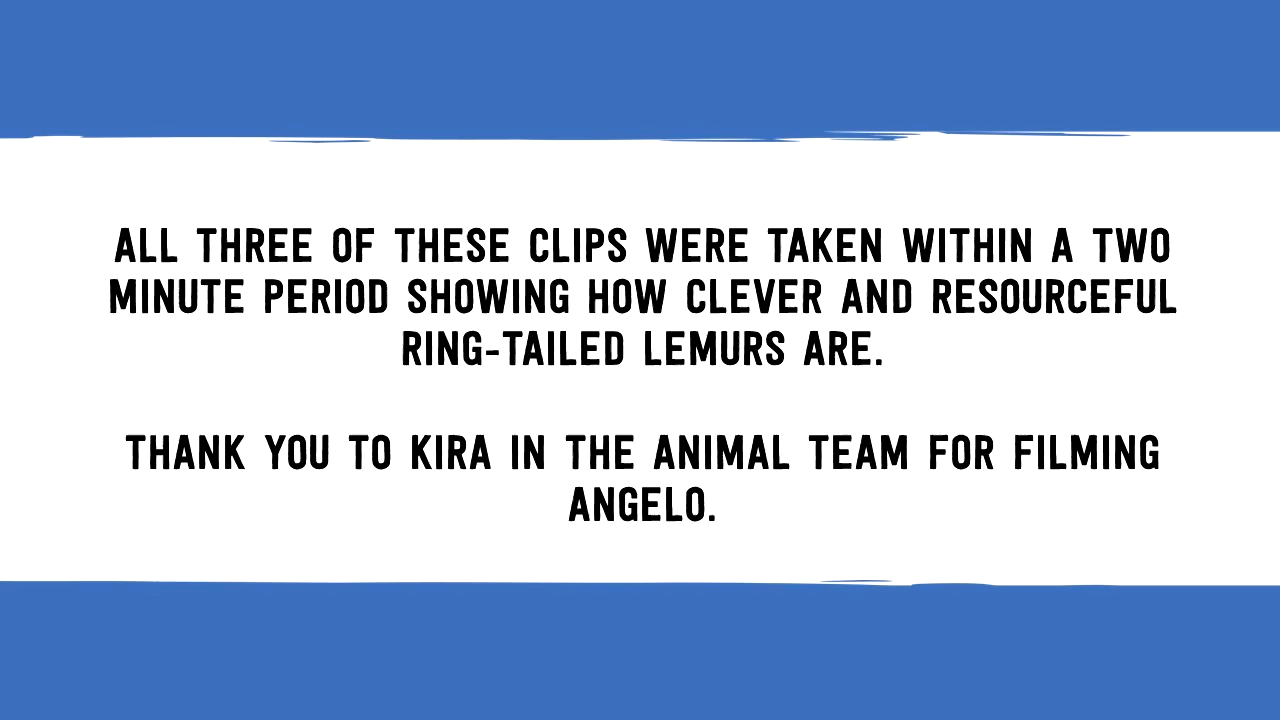 ALL THREE OF THESE CLIPS WERE TAKEN WITHIN A TWO
MINUTE PERIOD SHOWING HOW CLEVER AND RESOURCEFUL
RING-TAILED LEMURS ARE.
THANK YOU TO KIRA IN THE ANIMAL TEAM FOR FILMING
ANGELO.